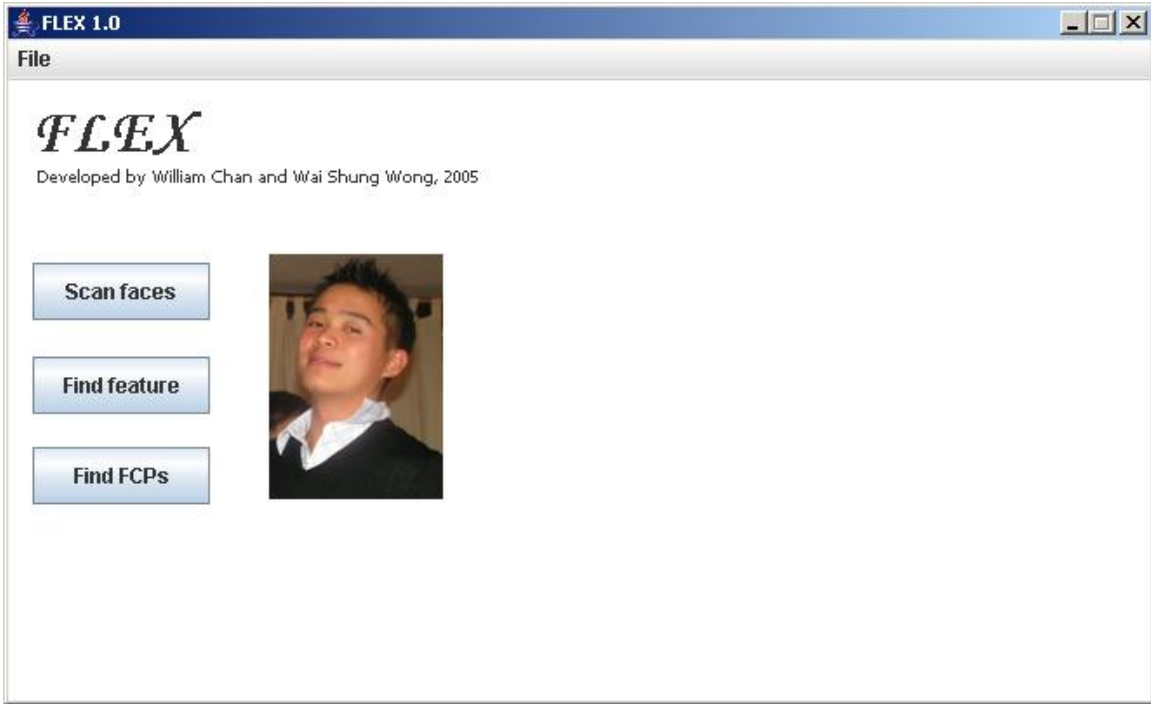 FLEX 1.0
File
FLEX
Developed by William Chan and Wai Shung Wong, 2005
Scan faces
Find feature
Find FCPs